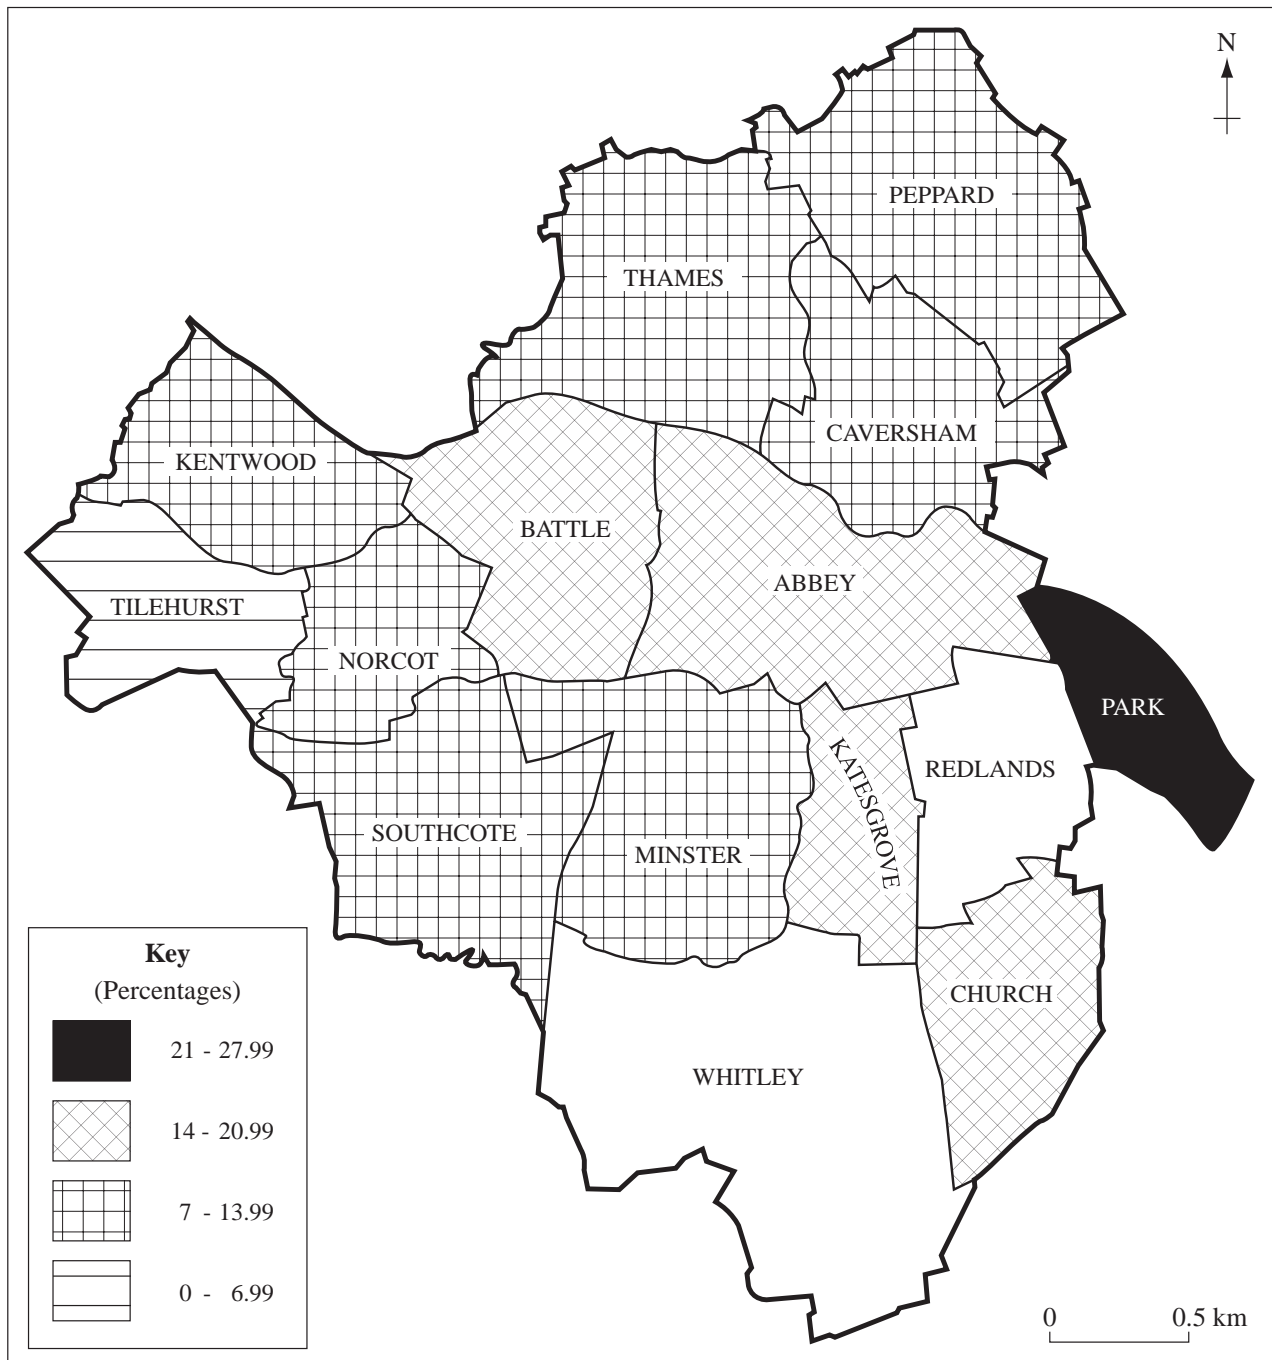 N
PEPPARD
THAMES
CAVERSHAM
KENTWOOD
BATTLE
ABBEY
TILEHURST
NORCOT
PARK
KATESGROVE
REDLANDS
SOUTHCOTE
MINSTER
CHURCH
WHITLEY
Key
(Percentages)
21 - 27.99
14 - 20.99
7 - 13.99
0 - 6.99
0 0.5 km